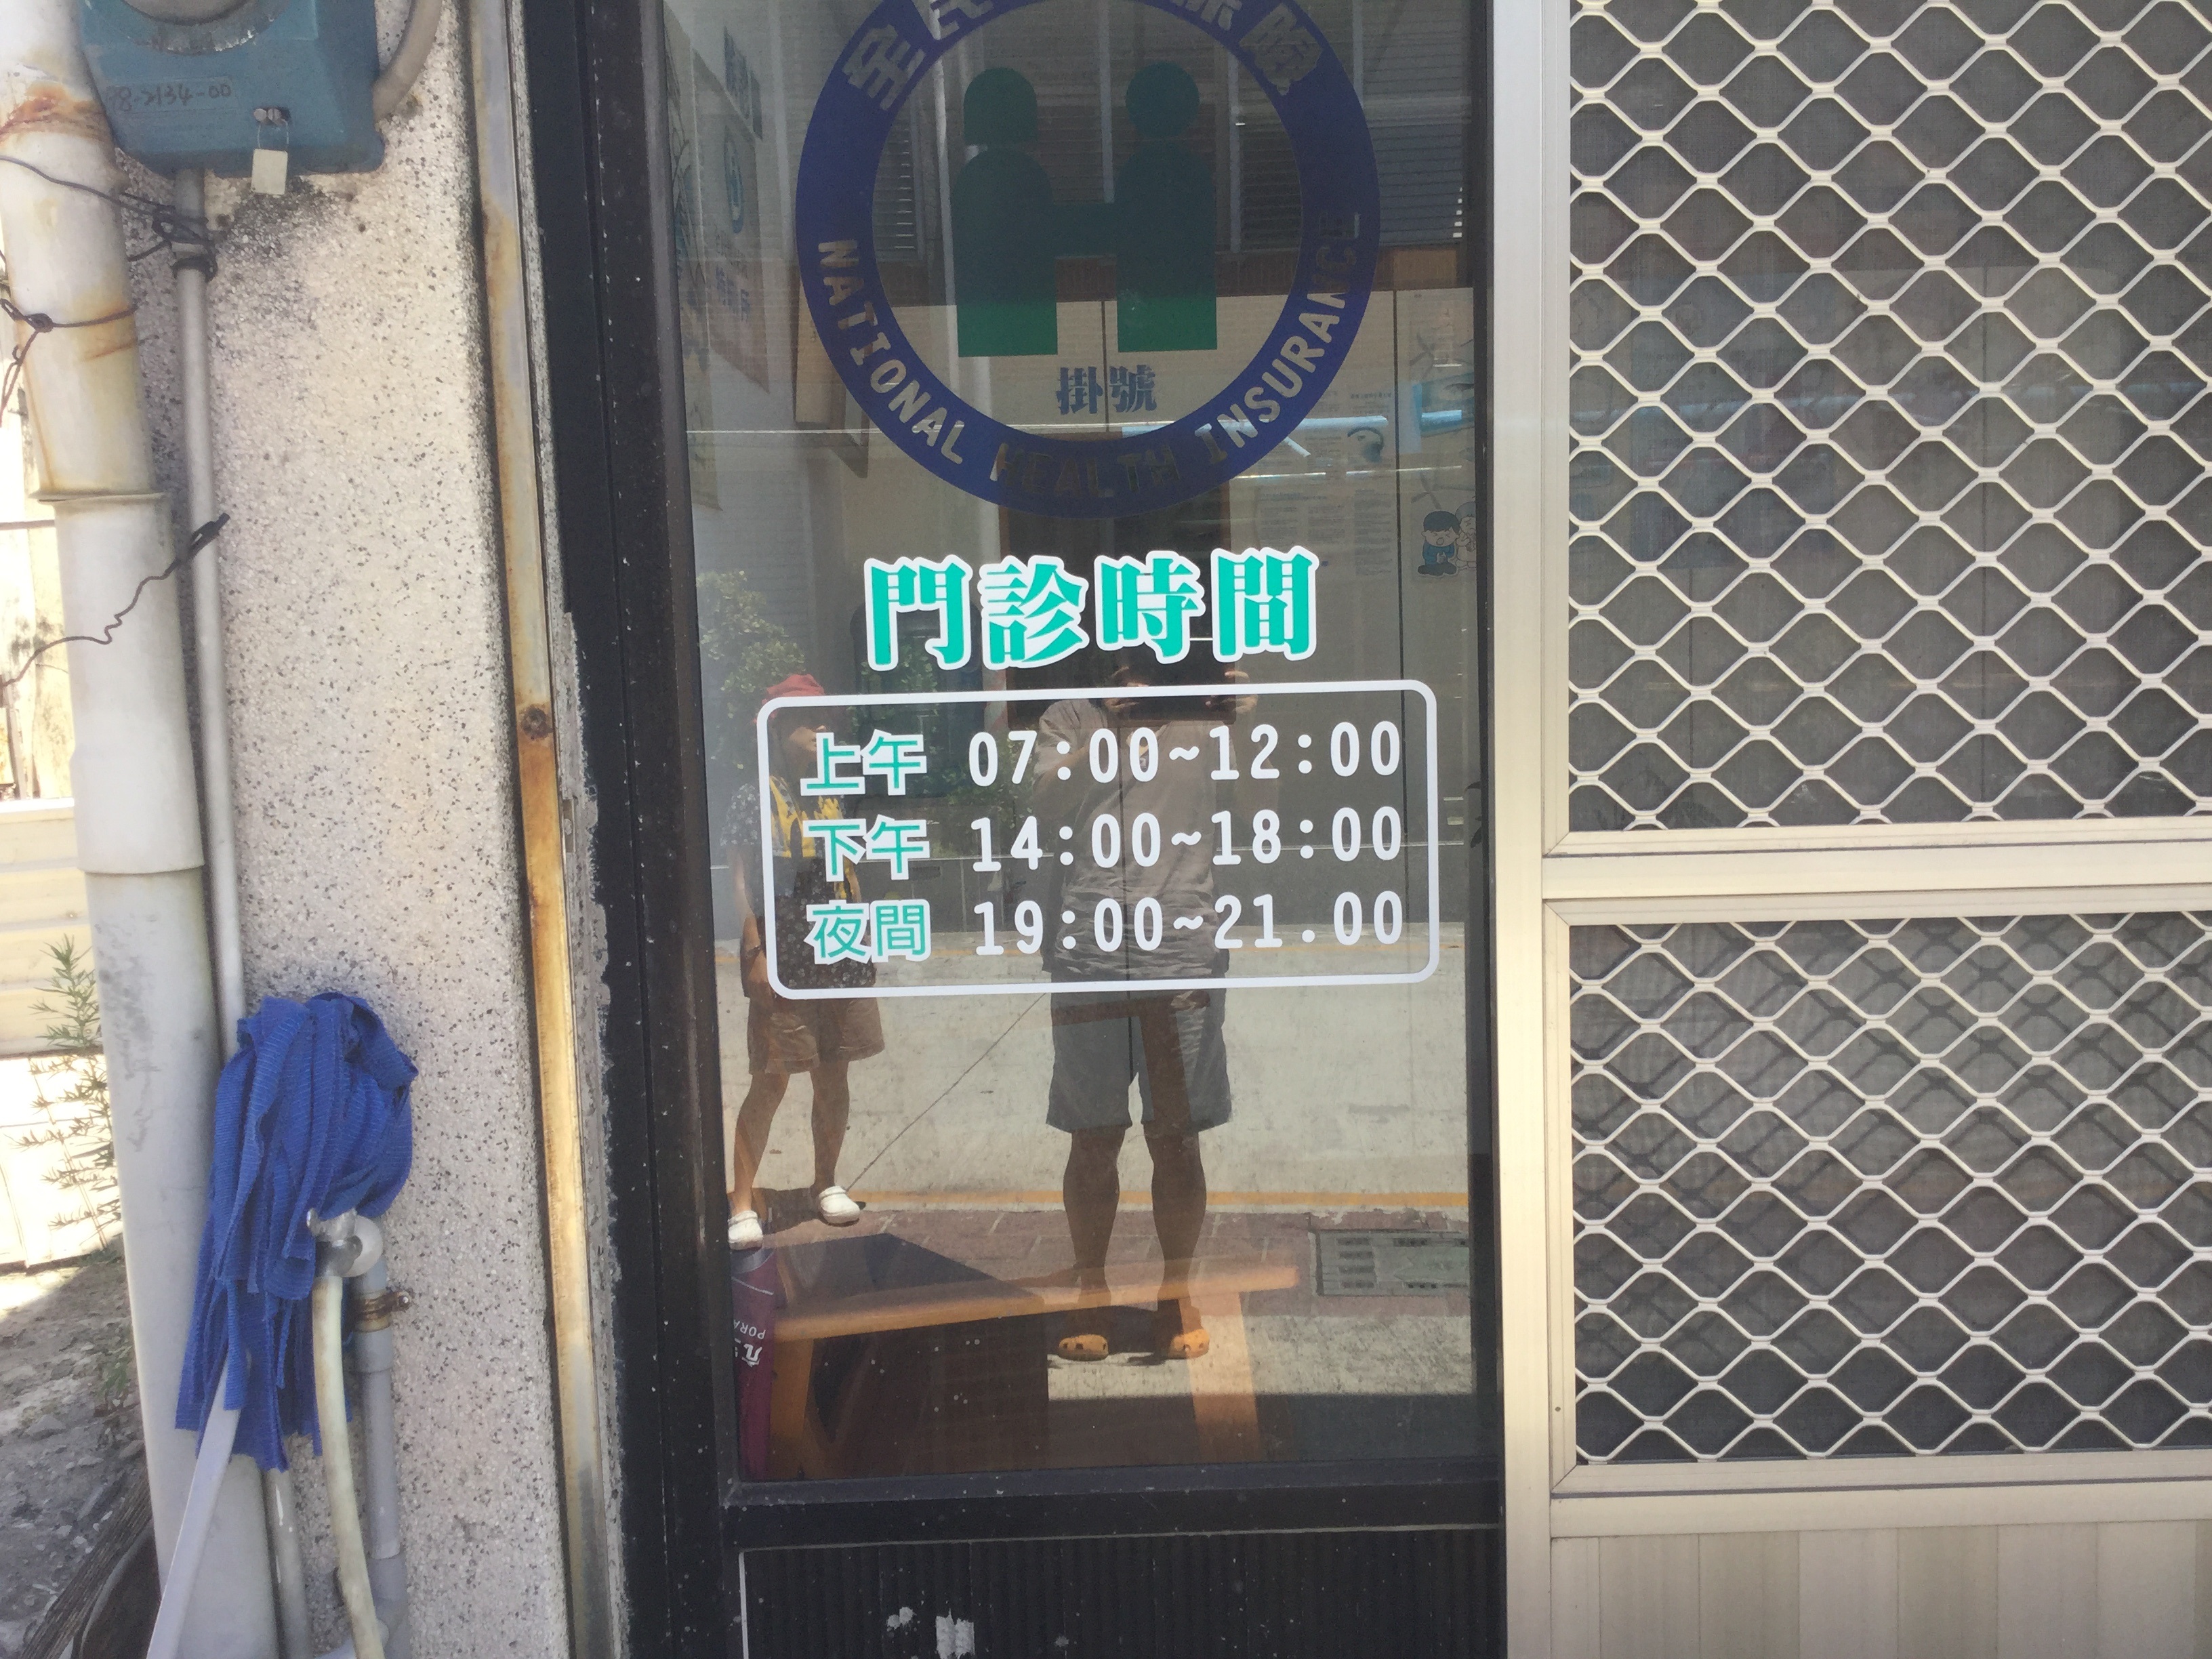 NATIONAL HEALTH INSURANCE
掛號
門診時間
上午 07:00~12:00
下午 14:00~18:00
夜間 19:00~21.00